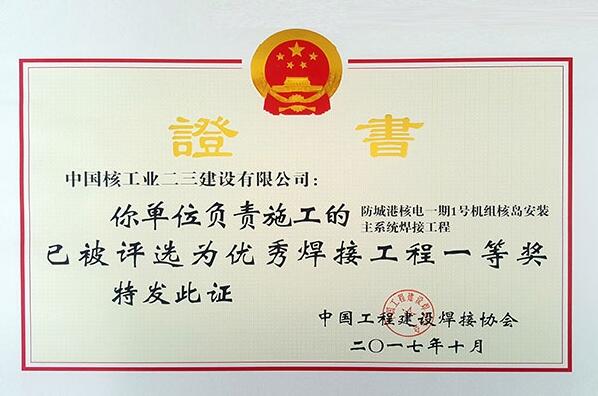 證書
中国核工业二三建设有限公司：
你单位负责施工的
防城港核电一期1号机组核岛安装
主系统焊接工程
已被评选为优秀焊接工程一等奖
特发此证
中国工程建设焊接协会
二〇一七年十月